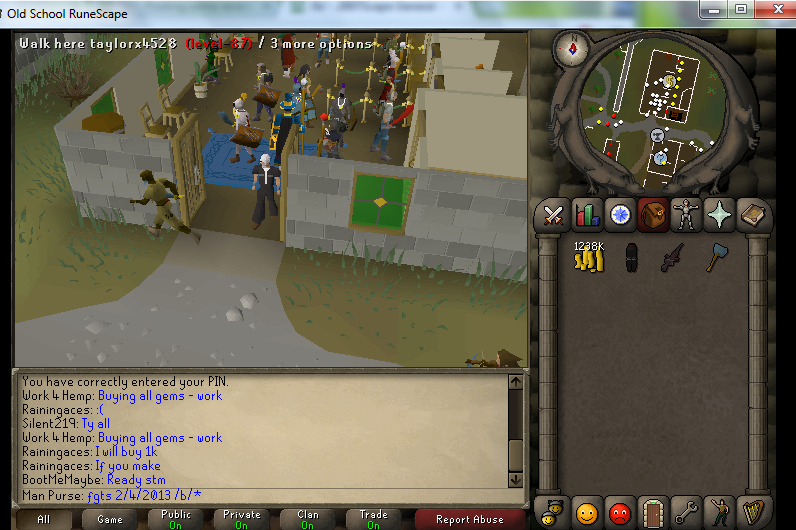 Old School RuneScape
Walk here taylorx4528 (level-87) / 3 more options
N
1238K
You have correctly entered your PIN.
Work 4 Hemp: Buying all gems - work
Rainingaces: :(
Silent219: Ty all
Work 4 Hemp: Buying all gems - work
Rainingaces: I will buy 1k
Rainingaces: If you make
BootMeMaybe: Ready stm
Man Purse: fgts 2/4/2013 /b/*
All Game Public On Private On Clan On Trade On Report Abuse